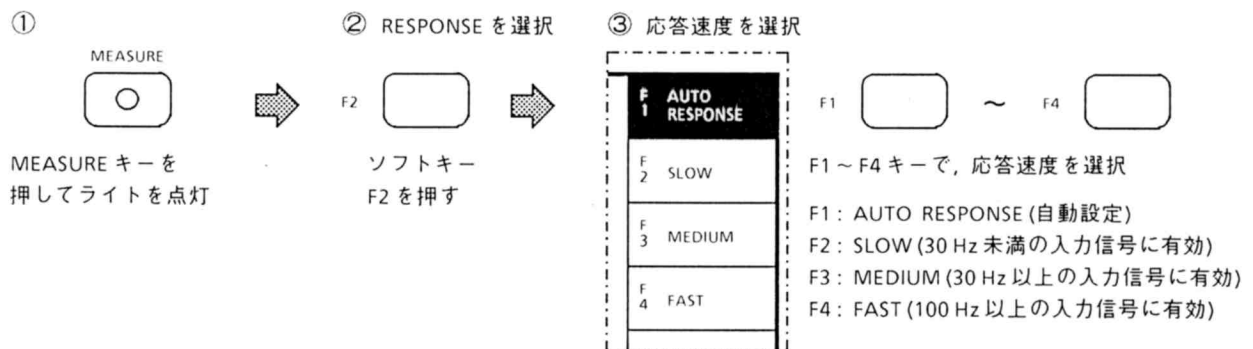 ①
MEASURE
MEASURE キーを
押してライトを点灯
② RESPONSE を選択
F2
ソフトキー
F2 を押す
③ 応答速度を選択
F1 AUTO RESPONSE
F2 SLOW
F3 MEDIUM
F4 FAST
F1 ～ F4
F1～F4 キーで, 応答速度を選択
F1 : AUTO RESPONSE (自動設定)
F2 : SLOW (30 Hz 未満の入力信号に有効)
F3 : MEDIUM (30 Hz 以上の入力信号に有効)
F4 : FAST (100 Hz 以上の入力信号に有効)